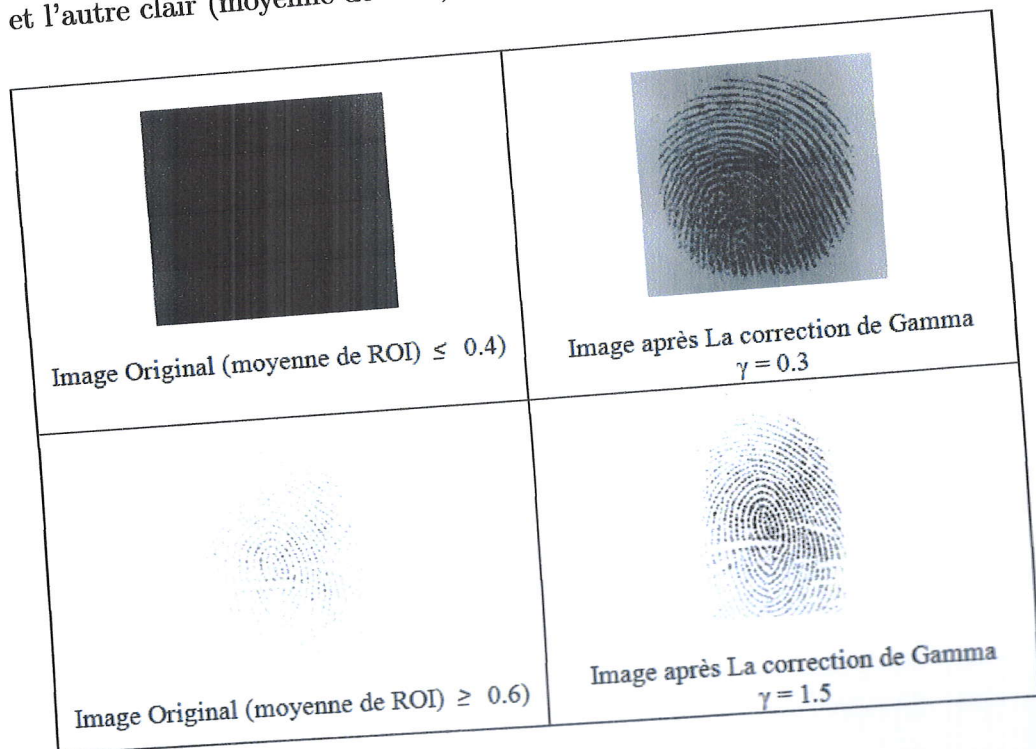 et l'autre clair (moyenne
Image Original (moyenne de ROI) ≤ 0.4)
Image après La correction de Gamma
γ = 0.3
Image Original (moyenne de ROI) ≥ 0.6)
Image après La correction de Gamma
γ = 1.5